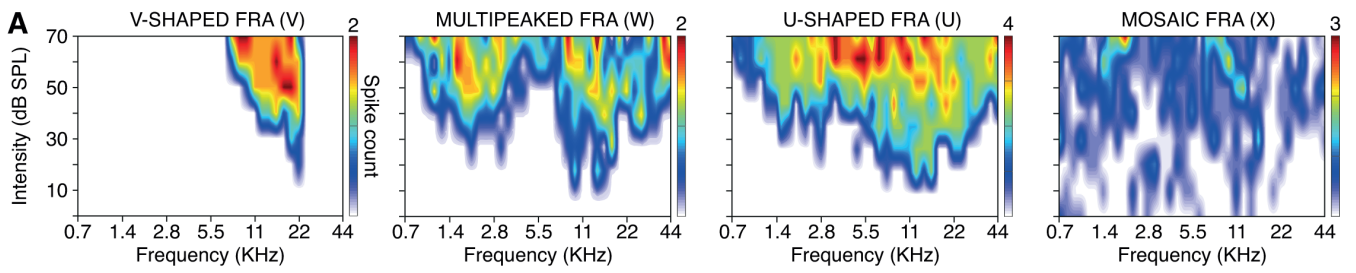 A
V-SHAPED FRA (V) 2 MULTIPEAKED FRA (W) 2 U-SHAPED FRA (U) 4 MOSAIC FRA (X) 3
70
50
30
10
Intensity (dB SPL)
Spike count
0.7 1.4 2.8 5.5 11 22 44 0.7 1.4 2.8 5.5 11 22 44 0.7 1.4 2.8 5.5 11 22 44 0.7 1.4 2.8 5.5 11 22 44
Frequency (KHz) Frequency (KHz) Frequency (KHz) Frequency (KHz)